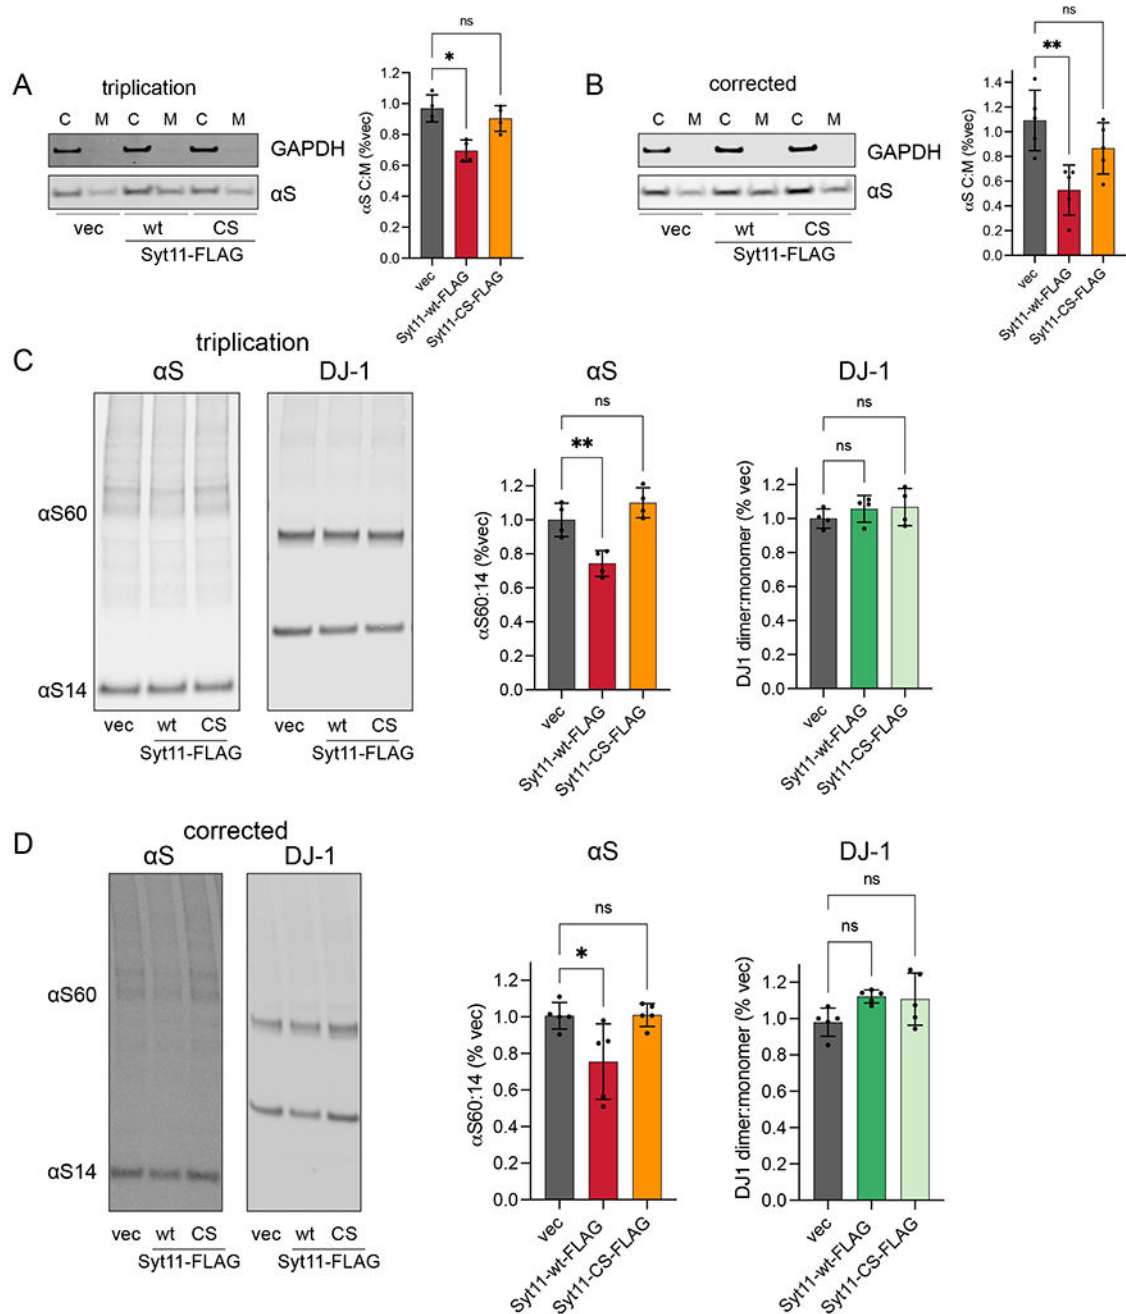 A
triplication
C M C M C M
GAPDH
αS
vec
wt
CS
Syt11-FLAG
ns
*
αS C:M (%vec)
1.2
1.0
0.8
0.6
0.4
0.2
0.0
vec
Syt11-wt-FLAG
Syt11-CS-FLAG
B
corrected
C M C M C M
GAPDH
αS
vec
wt
CS
Syt11-FLAG
ns
**
αS C:M (%vec)
1.4
1.2
1.0
0.8
0.6
0.4
0.2
0.0
vec
Syt11-wt-FLAG
Syt11-CS-FLAG
C
triplication
αS
DJ-1
αS60
αS14
vec wt CS
Syt11-FLAG
vec wt CS
Syt11-FLAG
αS
ns
**
αS60:14 (%vec)
1.2
1.0
0.8
0.6
0.4
0.2
0.0
vec
Syt11-wt-FLAG
Syt11-CS-FLAG
DJ-1
ns
ns
DJ1 dimer:monomer (% vec)
1.2
1.0
0.8
0.6
0.4
0.2
0.0
vec
Syt11-wt-FLAG
Syt11-CS-FLAG
D
corrected
αS
DJ-1
αS60
αS14
vec wt CS
Syt11-FLAG
vec wt CS
Syt11-FLAG
αS
ns
*
αS60:14 (% vec)
1.2
1.0
0.8
0.6
0.4
0.2
0.0
vec
Syt11-wt-FLAG
Syt11-CS-FLAG
DJ-1
ns
ns
DJ1 dimer:monomer (% vec)
1.2
1.0
0.8
0.6
0.4
0.2
0.0
vec
Syt11-wt-FLAG
Syt11-CS-FLAG